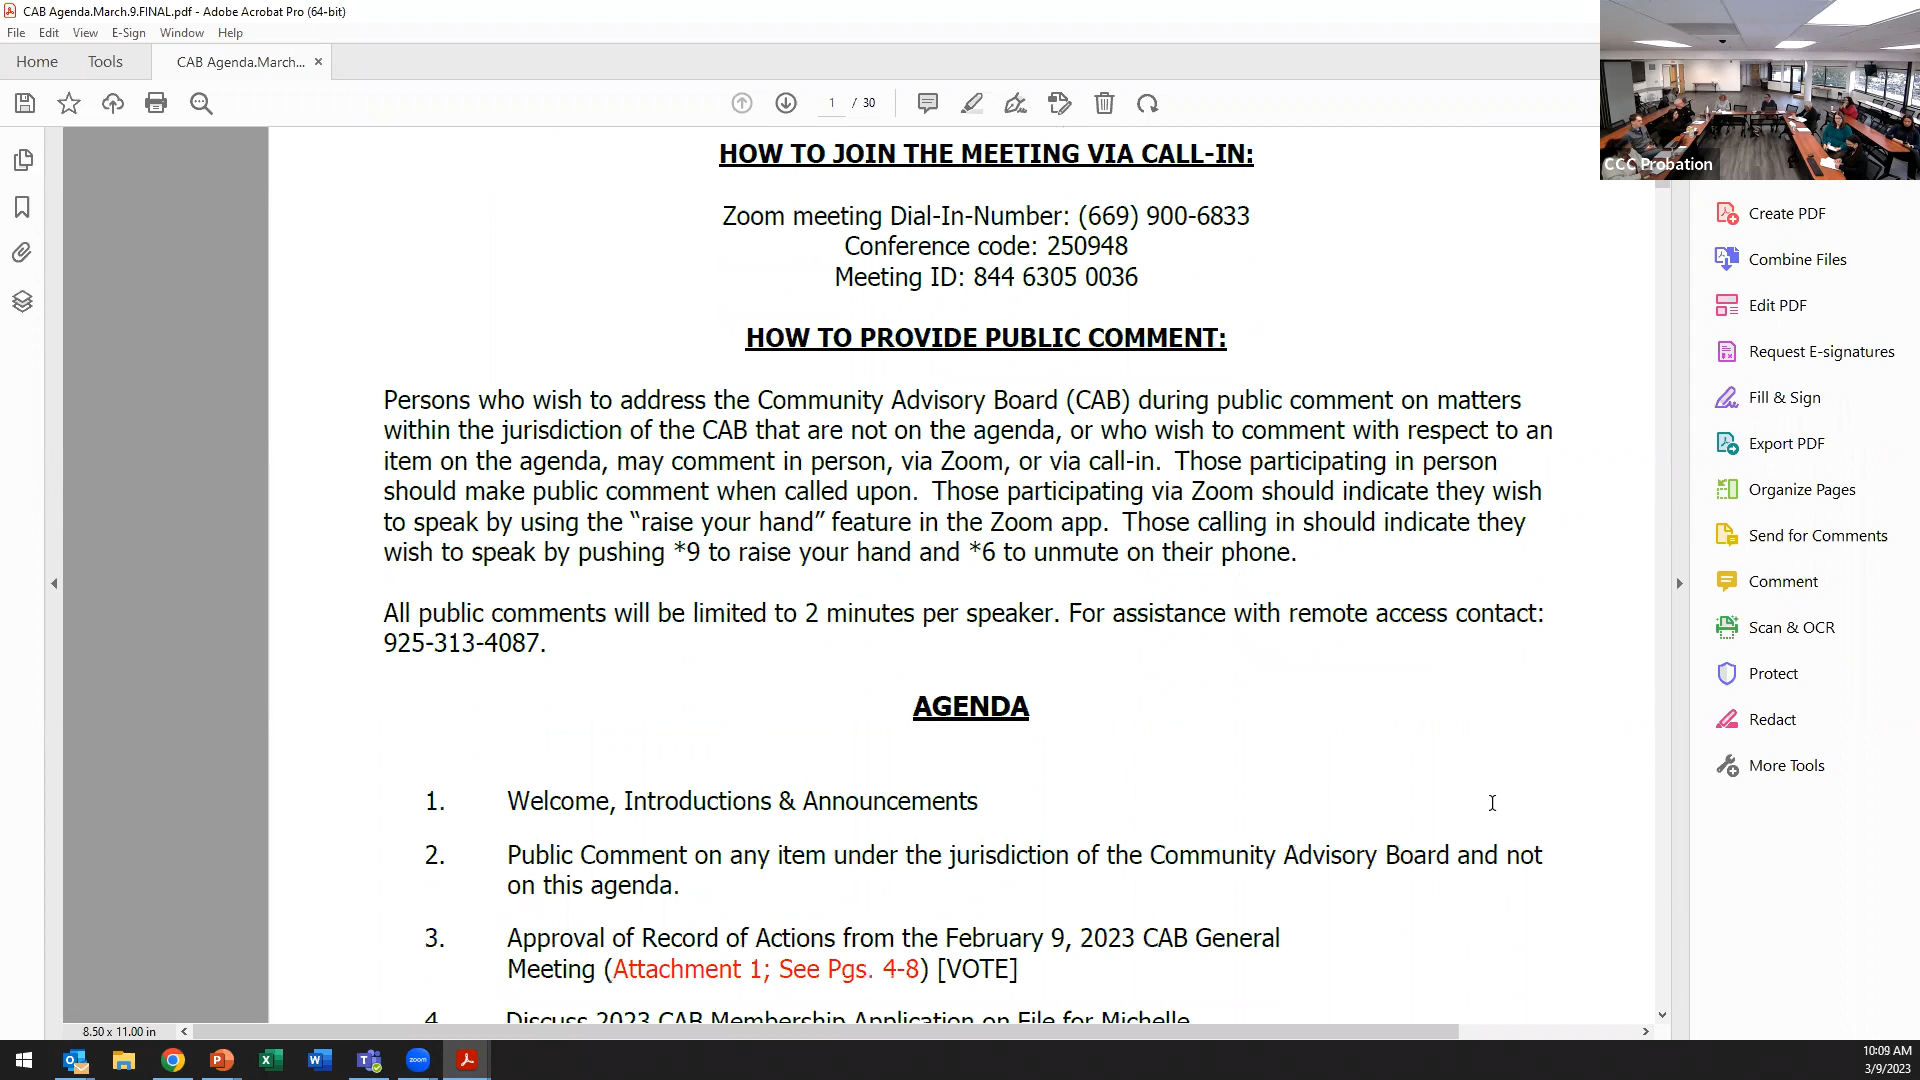 CAB Agenda.March.9.FINAL.pdf - Adobe Acrobat Pro (64-bit)
File Edit View E-Sign Window Help
Home Tools CAB Agenda.March... ×
1 / 30
CCC Probation
HOW TO JOIN THE MEETING VIA CALL-IN:
Zoom meeting Dial-In-Number: (669) 900-6833
Conference code: 250948
Meeting ID: 844 6305 0036
HOW TO PROVIDE PUBLIC COMMENT:
Persons who wish to address the Community Advisory Board (CAB) during public comment on matters
within the jurisdiction of the CAB that are not on the agenda, or who wish to comment with respect to an
item on the agenda, may comment in person, via Zoom, or via call-in.  Those participating in person
should make public comment when called upon.  Those participating via Zoom should indicate they wish
to speak by using the “raise your hand” feature in the Zoom app.  Those calling in should indicate they
wish to speak by pushing *9 to raise your hand and *6 to unmute on their phone.
All public comments will be limited to 2 minutes per speaker. For assistance with remote access contact:
925-313-4087.
AGENDA
1. Welcome, Introductions & Announcements
2. Public Comment on any item under the jurisdiction of the Community Advisory Board and not
on this agenda.
3. Approval of Record of Actions from the February 9, 2023 CAB General
Meeting (Attachment 1; See Pgs. 4-8) [VOTE]
4. Discuss 2023 CAB Membership Application on File for Michelle
8.50 x 11.00 in
Create PDF
Combine Files
Edit PDF
Request E-signatures
Fill & Sign
Export PDF
Organize Pages
Send for Comments
Comment
Scan & OCR
Protect
Redact
More Tools
zoom
10:09 AM
3/9/2023